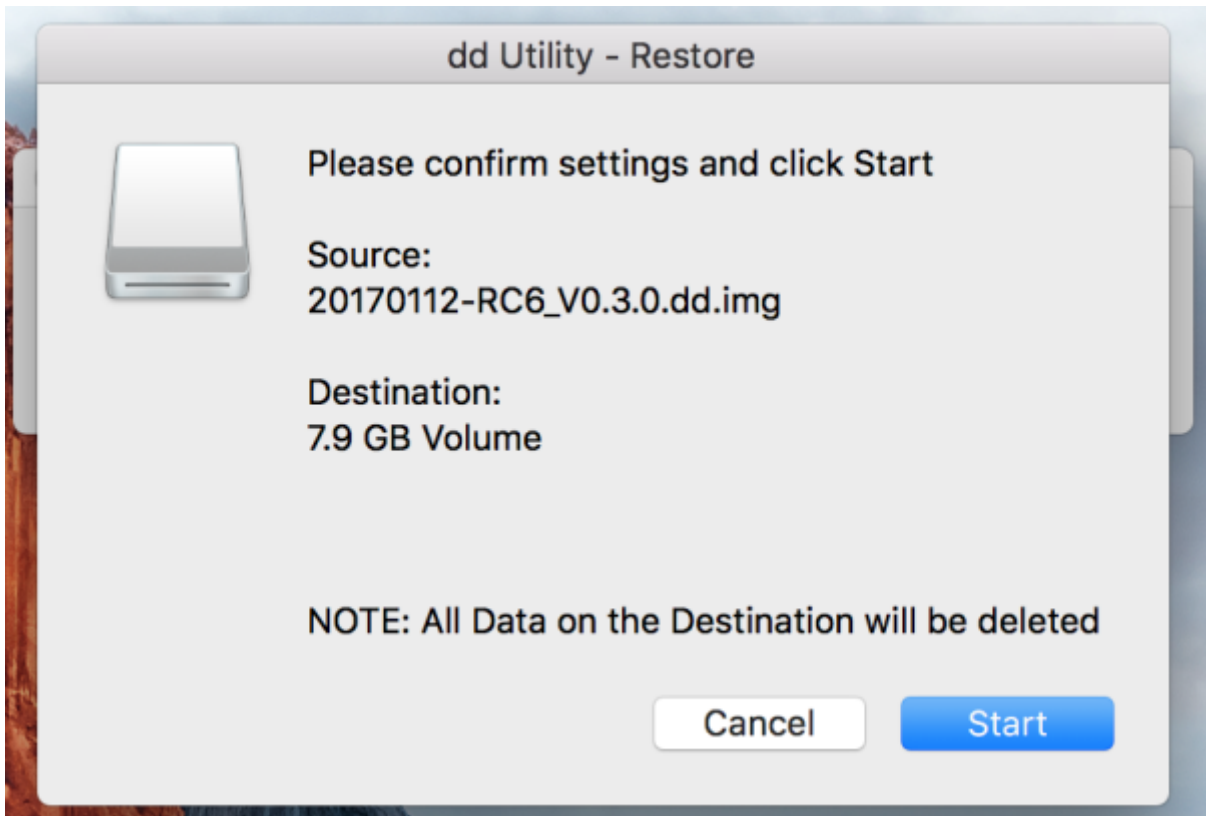 dd Utility - Restore
Please confirm settings and click Start
Source:
20170112-RC6_V0.3.0.dd.img
Destination:
7.9 GB Volume
NOTE: All Data on the Destination will be deleted
Cancel
Start